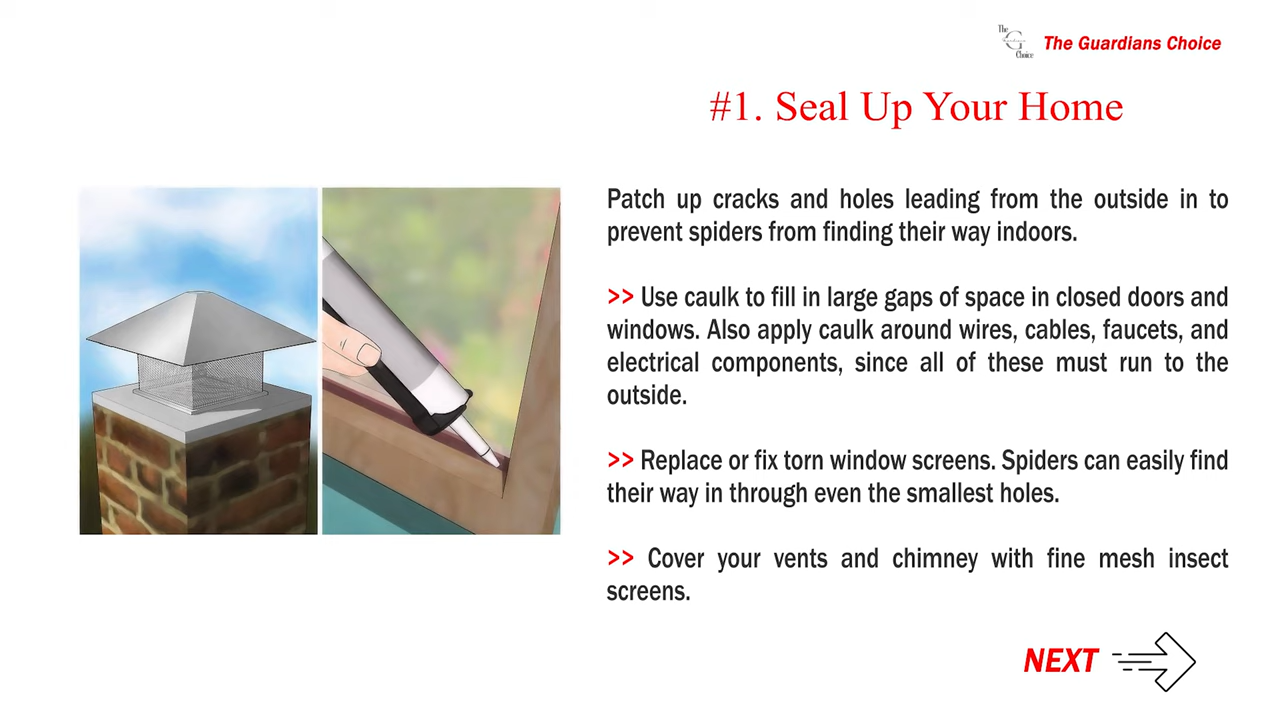 The
G
Guardians
Choice
The Guardians Choice
#1. Seal Up Your Home
Patch up cracks and holes leading from the outside in to
prevent spiders from finding their way indoors.
>> Use caulk to fill in large gaps of space in closed doors and
windows. Also apply caulk around wires, cables, faucets, and
electrical components, since all of these must run to the
outside.
>> Replace or fix torn window screens. Spiders can easily find
their way in through even the smallest holes.
>> Cover your vents and chimney with fine mesh insect
screens.
NEXT